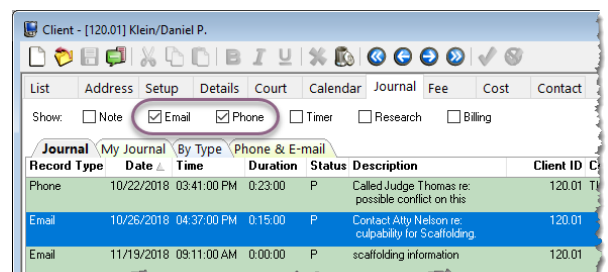 Client - [120.01] Klein/Daniel P.
B I U
List Address Setup Details Court Calendar Journal Fee Cost Contact
Show: Note Email Phone Timer Research Billing
Journal My Journal By Type Phone & E-mail
Record Type Date Time Duration Status Description Client ID
Phone 10/22/2018 03:41:00 PM 0:23:00 P Called Judge Thomas re: 120.01
possible conflict on this
Email 10/26/2018 04:37:00 PM 0:15:00 P Contact Atty Nelson re: 120.01
culpability for Scaffolding.
Email 11/19/2018 09:11:00 AM 0:00:00 P scaffolding information 120.01